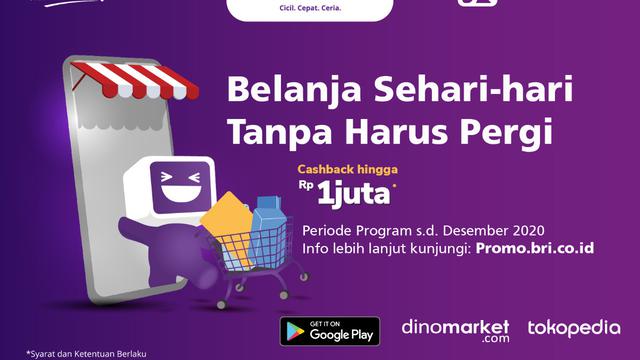 Cicil. Cepat. Ceria.
Belanja Sehari-hari
Tanpa Harus Pergi
Cashback hingga
Rp 1juta*
Periode Program s.d. Desember 2020
Info lebih lanjut kunjungi: Promo.bri.co.id
GET IT ON
Google Play
dinomarket
.com
tokopedia
*Syarat dan Ketentuan Berlaku